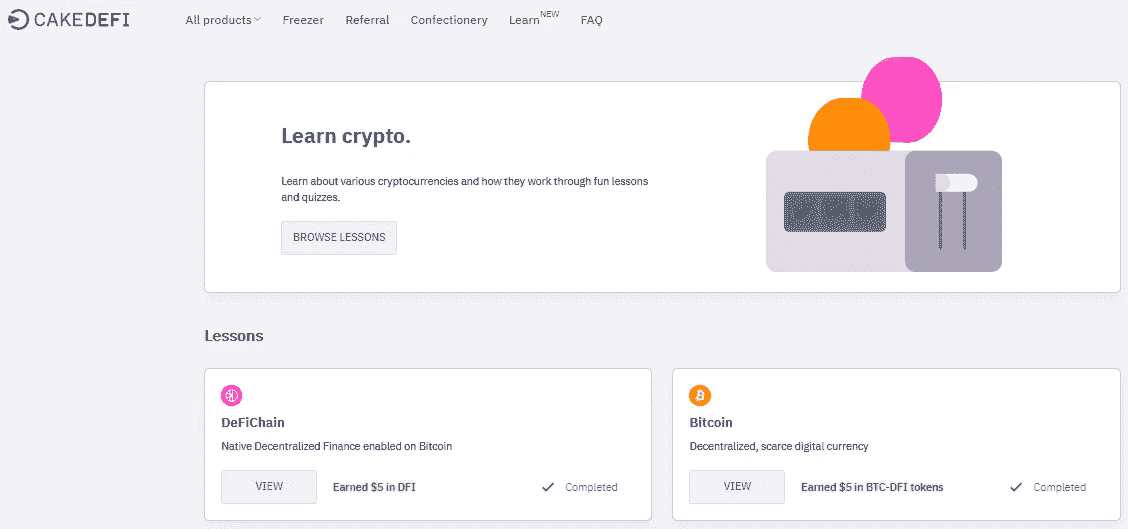 CAKEDEFI
All products Freezer Referral Confectionery Learn NEW FAQ
Learn crypto.
Learn about various cryptocurrencies and how they work through fun lessons
and quizzes.
BROWSE LESSONS
Lessons
DeFiChain
Native Decentralized Finance enabled on Bitcoin
VIEW Earned $5 in DFI Completed
Bitcoin
Decentralized, scarce digital currency
VIEW Earned $5 in BTC-DFI tokens Completed